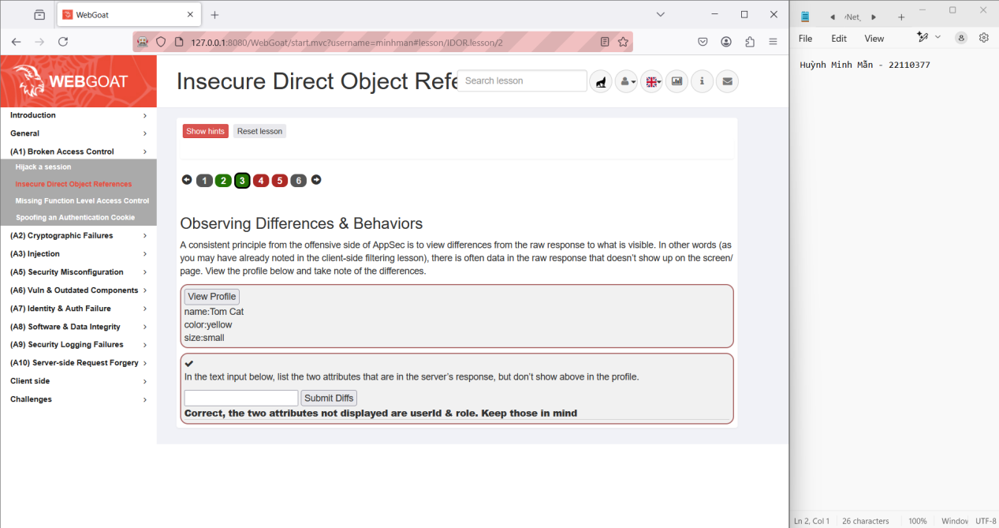 WebGoat
127.0.0.1:8080/WebGoat/start.mvc?username=minhman#lesson/IDOR.lesson/2
WEBGOAT
Insecure Direct Object Refe
Search lesson
Introduction
General
(A1) Broken Access Control
Hijack a session
Insecure Direct Object References
Missing Function Level Access Control
Spoofing an Authentication Cookie
(A2) Cryptographic Failures
(A3) Injection
(A5) Security Misconfiguration
(A6) Vuln & Outdated Components
(A7) Identity & Auth Failure
(A8) Software & Data Integrity
(A9) Security Logging Failures
(A10) Server-side Request Forgery
Client side
Challenges
Show hints Reset lesson
1 2 3 4 5 6
Observing Differences & Behaviors
A consistent principle from the offensive side of AppSec is to view differences from the raw response to what is visible. In other words (as
you may have already noted in the client-side filtering lesson), there is often data in the raw response that doesn't show up on the screen/
page. View the profile below and take note of the differences.
View Profile
name:Tom Cat
color:yellow
size:small
In the text input below, list the two attributes that are in the server's response, but don't show above in the profile.
Submit Diffs
Correct, the two attributes not displayed are userId & role. Keep those in mind
File Edit View
Huỳnh Minh Mẫn - 22110377
Ln 2, Col 1 26 characters 100% Window UTF-8